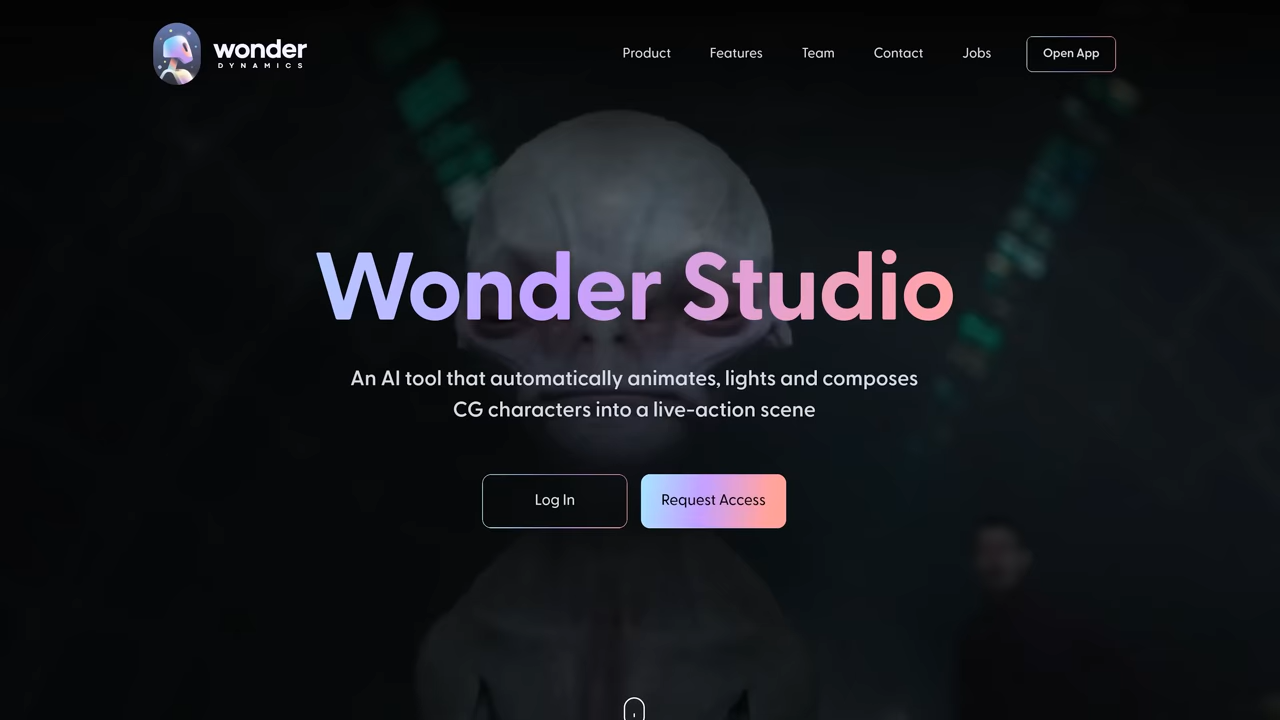 wonder
DYNAMICS
Product
Features
Team
Contact
Jobs
Open App
Wonder Studio
An AI tool that automatically animates, lights and composes
CG characters into a live-action scene
Log In
Request Access